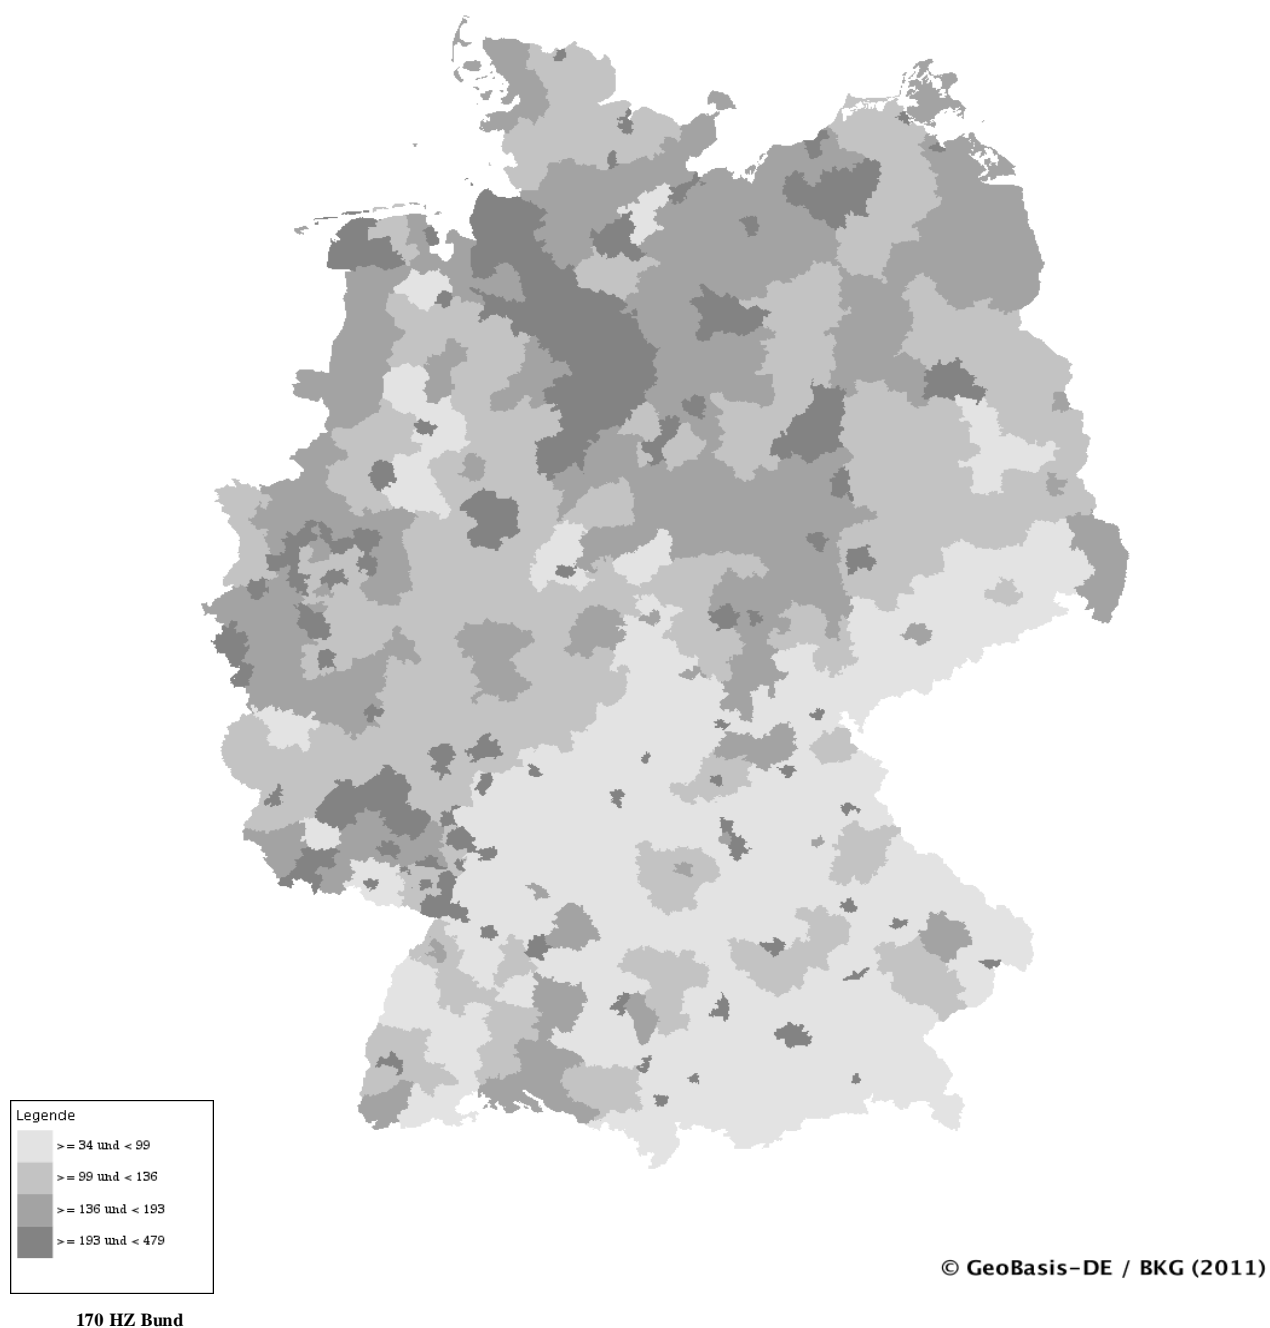 Legende
>= 34 und < 99
>= 99 und < 136
>= 136 und < 193
>= 193 und < 479
© GeoBasis-DE / BKG (2011)
170 HZ Bund